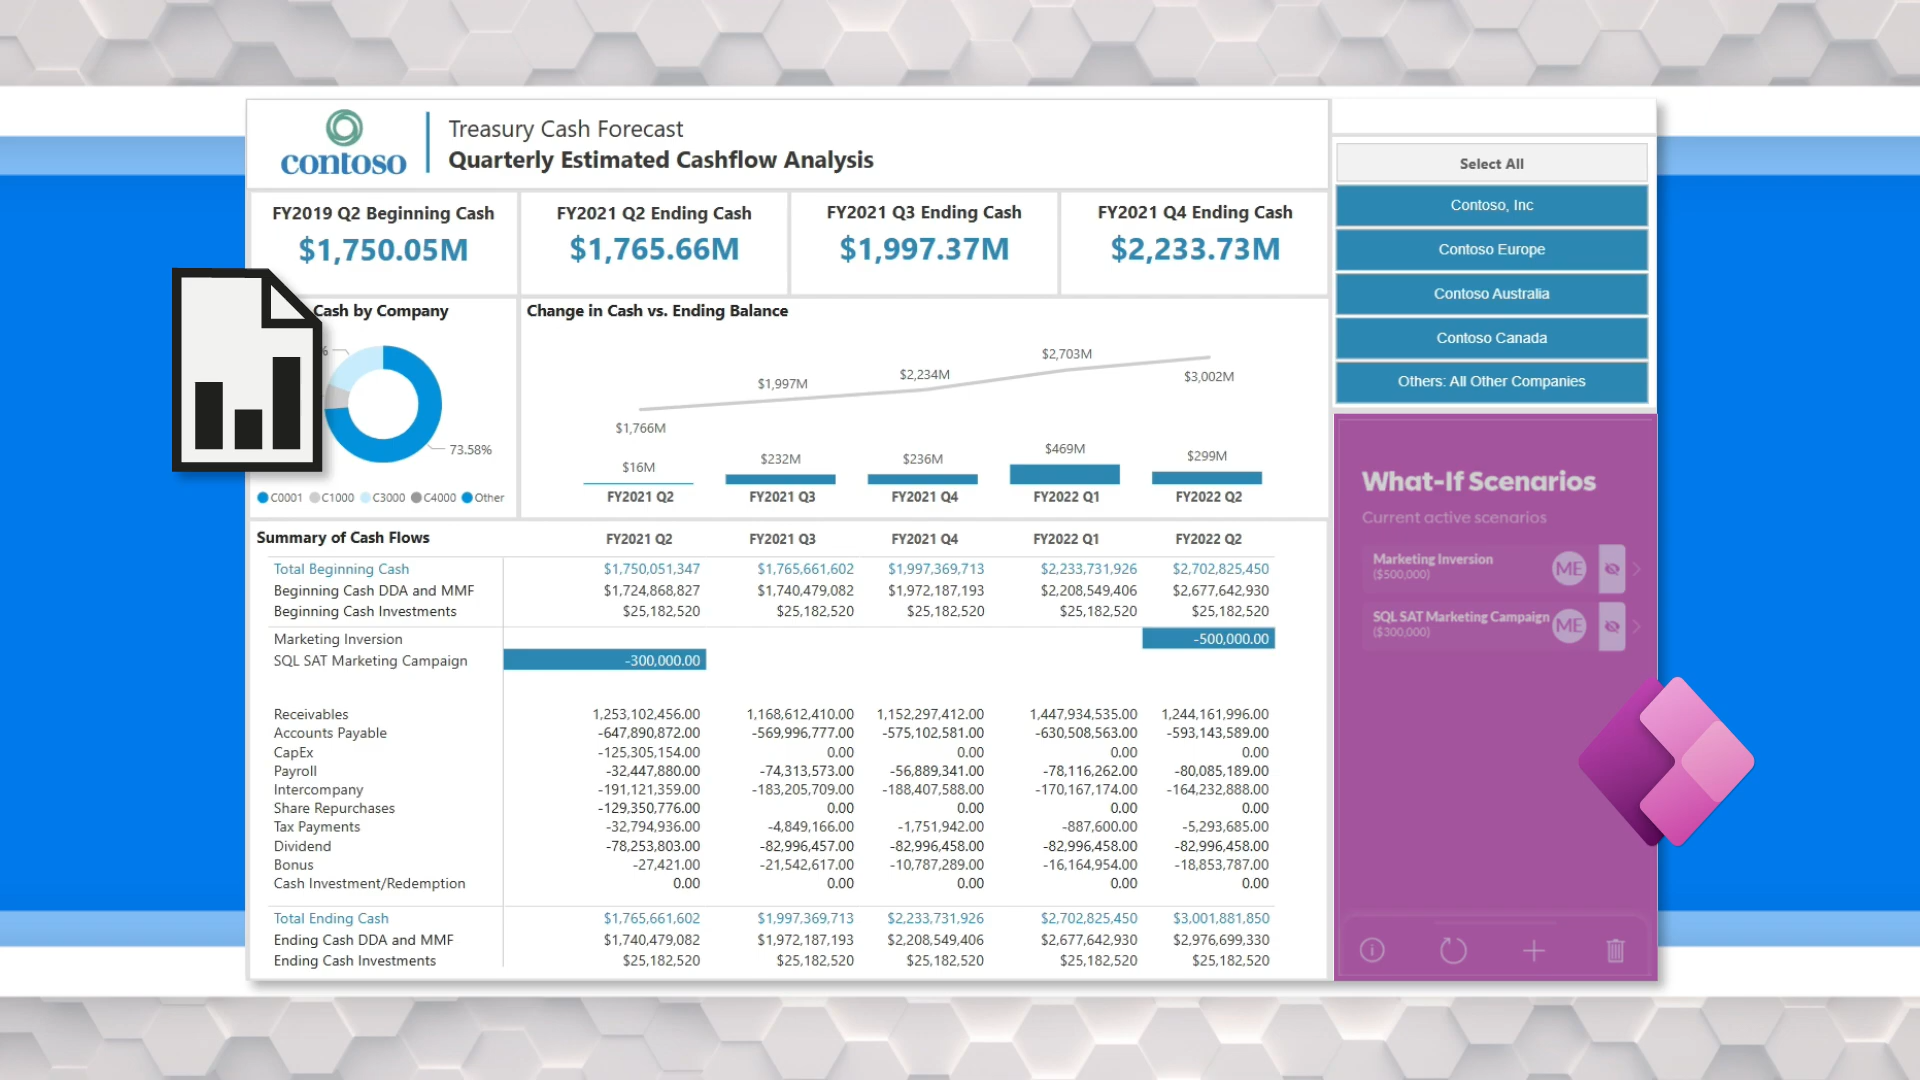 contoso
Treasury Cash Forecast
Quarterly Estimated Cashflow Analysis
FY2019 Q2 Beginning Cash
$1,750.05M
FY2021 Q2 Ending Cash
$1,765.66M
FY2021 Q3 Ending Cash
$1,997.37M
FY2021 Q4 Ending Cash
$2,233.73M
Select All
Contoso, Inc
Contoso Europe
Contoso Australia
Contoso Canada
Others: All Other Companies
Cash by Company
%
73.58%
C0001 C1000 C3000 C4000 Other
Change in Cash vs. Ending Balance
$1,766M
$1,997M
$2,234M
$2,703M
$3,002M
$16M
$232M
$236M
$469M
$299M
FY2021 Q2 FY2021 Q3 FY2021 Q4 FY2022 Q1 FY2022 Q2
Summary of Cash Flows FY2021 Q2 FY2021 Q3 FY2021 Q4 FY2022 Q1 FY2022 Q2
Total Beginning Cash $1,750,051,347 $1,765,661,602 $1,997,369,713 $2,233,731,926 $2,702,825,450
Beginning Cash DDA and MMF $1,724,868,827 $1,740,479,082 $1,972,187,193 $2,208,549,406 $2,677,642,930
Beginning Cash Investments $25,182,520 $25,182,520 $25,182,520 $25,182,520 $25,182,520
Marketing Inversion -500,000.00
SQL SAT Marketing Campaign -300,000.00
Receivables 1,253,102,456.00 1,168,612,410.00 1,152,297,412.00 1,447,934,535.00 1,244,161,996.00
Accounts Payable -647,890,872.00 -569,996,777.00 -575,102,581.00 -630,508,563.00 -593,143,589.00
CapEx -125,305,154.00 0.00 0.00 0.00 0.00
Payroll -32,447,880.00 -74,313,573.00 -56,889,341.00 -78,116,262.00 -80,085,189.00
Intercompany -191,121,359.00 -183,205,709.00 -188,407,588.00 -170,167,174.00 -164,232,888.00
Share Repurchases -129,350,776.00 0.00 0.00 0.00 0.00
Tax Payments -32,794,936.00 -4,849,166.00 -1,751,942.00 -887,600.00 -5,293,685.00
Dividend -78,253,803.00 -82,996,457.00 -82,996,458.00 -82,996,458.00 -82,996,458.00
Bonus -27,421.00 -21,542,617.00 -10,787,289.00 -16,164,954.00 -18,853,787.00
Cash Investment/Redemption 0.00 0.00 0.00 0.00 0.00
Total Ending Cash $1,765,661,602 $1,997,369,713 $2,233,731,926 $2,702,825,450 $3,001,881,850
Ending Cash DDA and MMF $1,740,479,082 $1,972,187,193 $2,208,549,406 $2,677,642,930 $2,976,699,330
Ending Cash Investments $25,182,520 $25,182,520 $25,182,520 $25,182,520 $25,182,520
What-If Scenarios
Current active scenarios
Marketing Inversion
($500,000)
ME
SQL SAT Marketing Campaign
($300,000)
ME